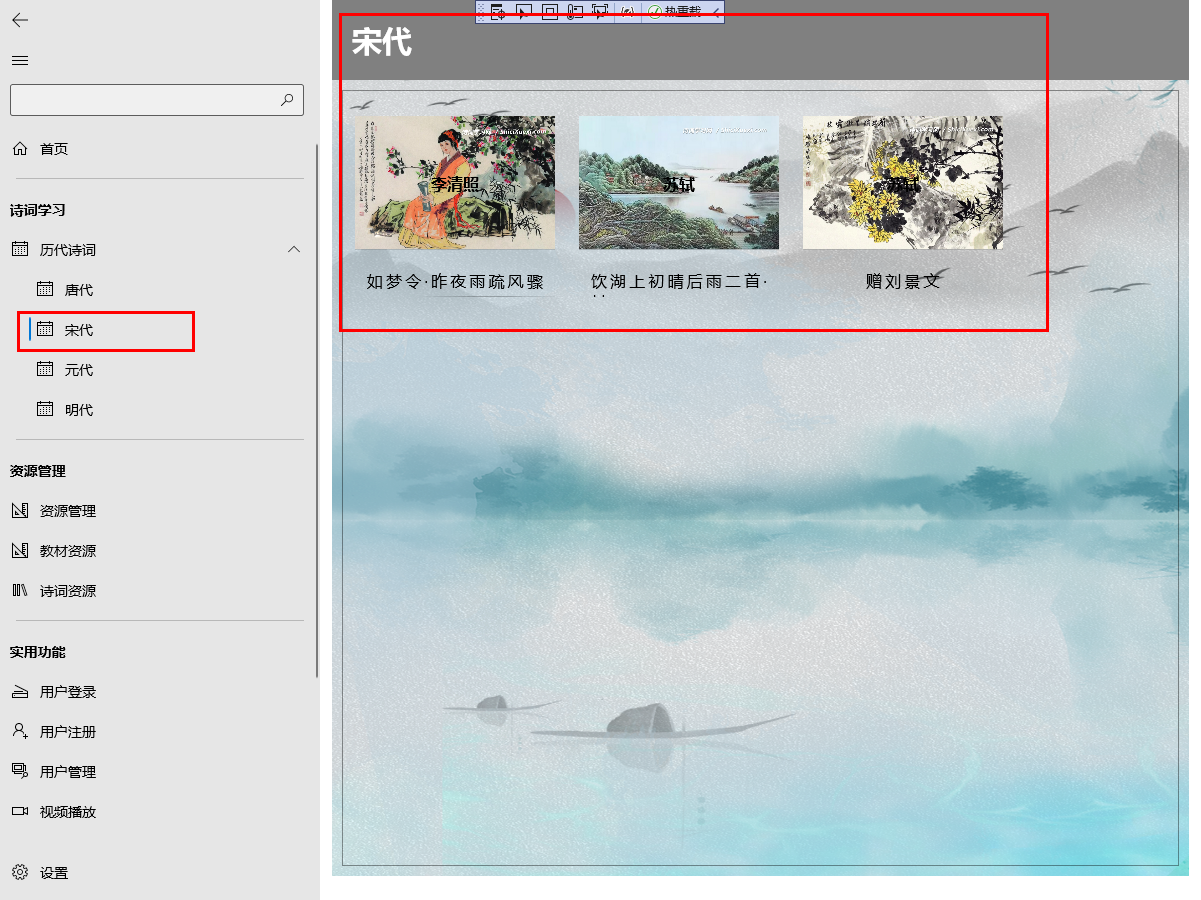 首页
诗词学习
历代诗词
唐代
宋代
元代
明代
资源管理
资源管理
教材资源
诗词资源
实用功能
用户登录
用户注册
用户管理
视频播放
设置
热重载
宋代
李清照
苏轼
苏轼
如梦令·昨夜雨疏风骤
饮湖上初晴后雨二首·
赠刘景文